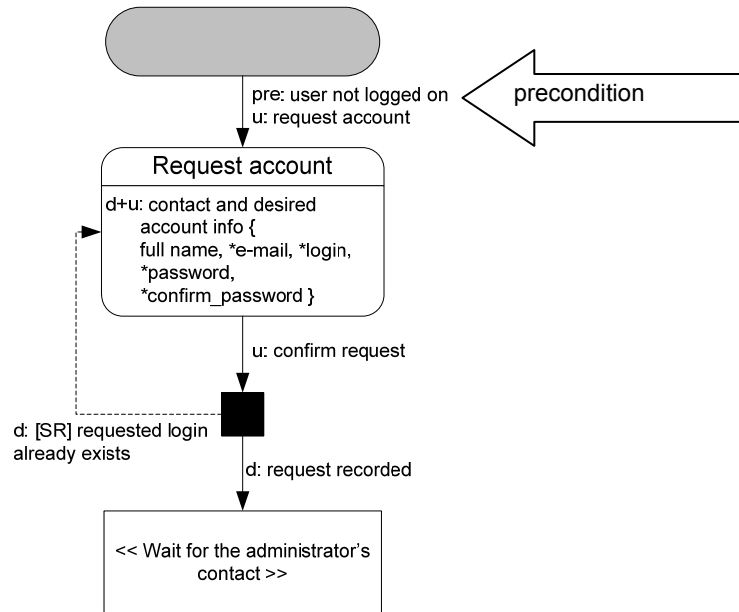 pre: user not logged on
u: request account
precondition
Request account
d+u: contact and desired
account info {
full name, *e-mail, *login,
*password,
*confirm_password }
u: confirm request
d: [SR] requested login
already exists
d: request recorded
<< Wait for the administrator's
contact >>